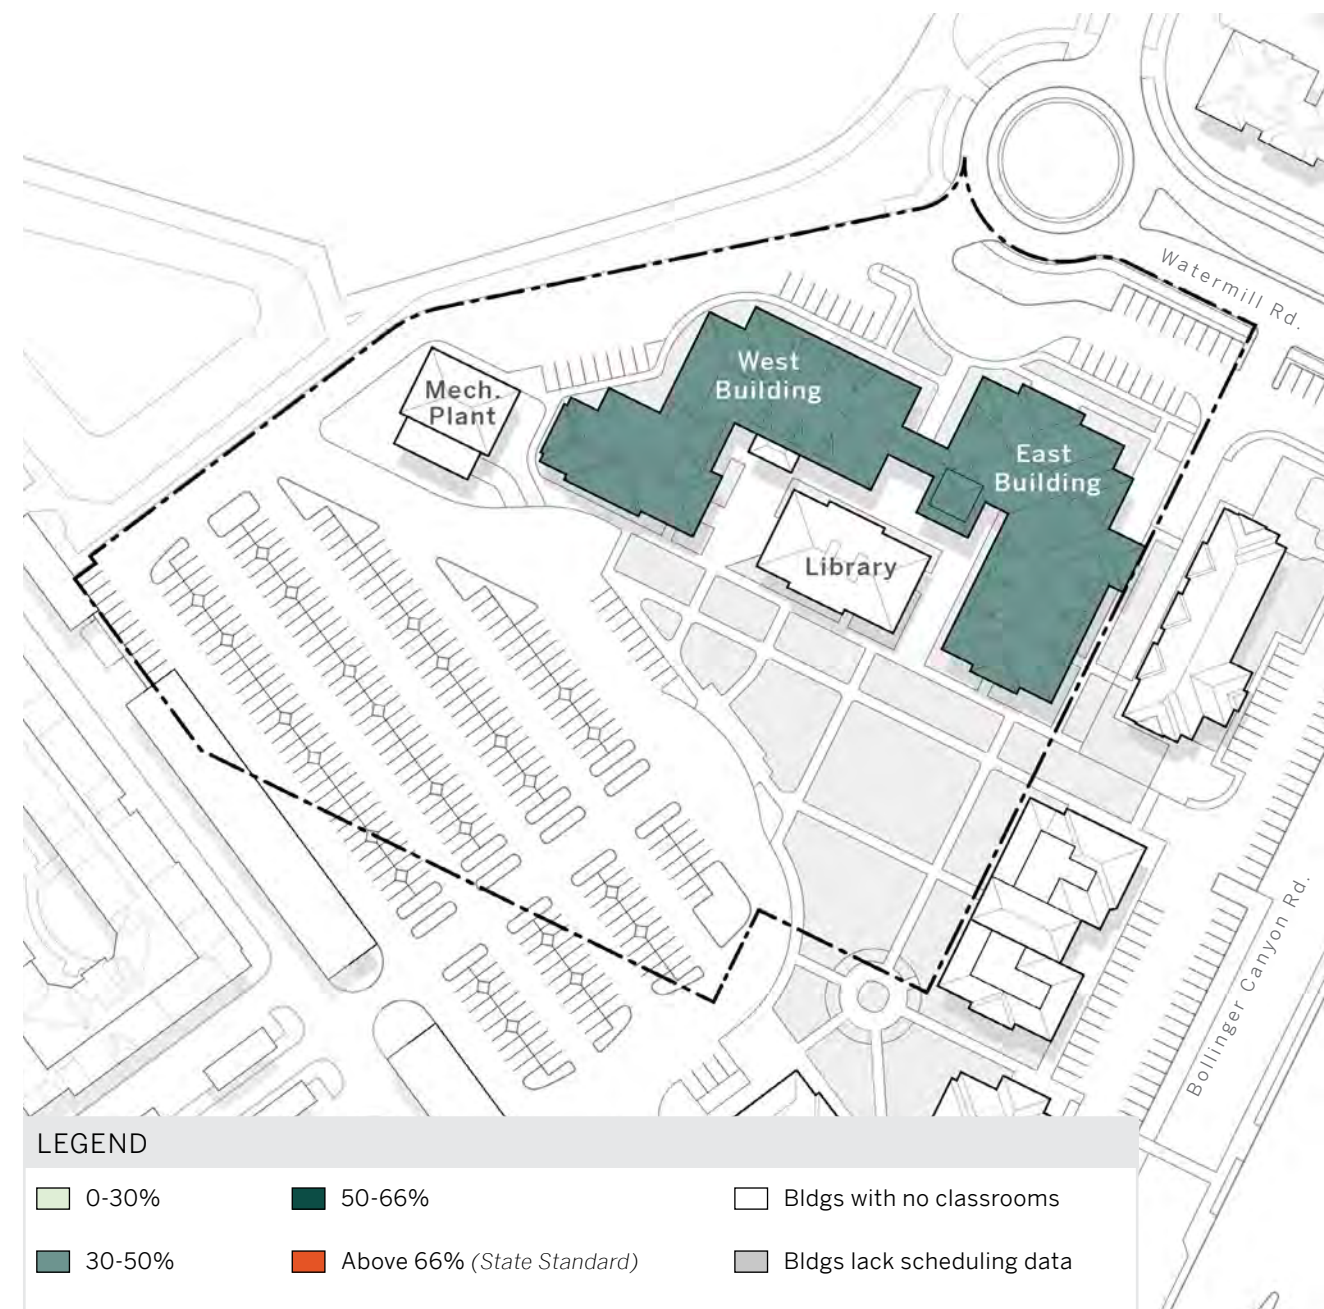 Watermill Rd.
West
Building
Mech.
Plant
East
Building
Library
Bollinger Canyon Rd.
LEGEND
0-30%
50-66%
Bldgs with no classrooms
30-50%
Above 66% (State Standard)
Bldgs lack scheduling data